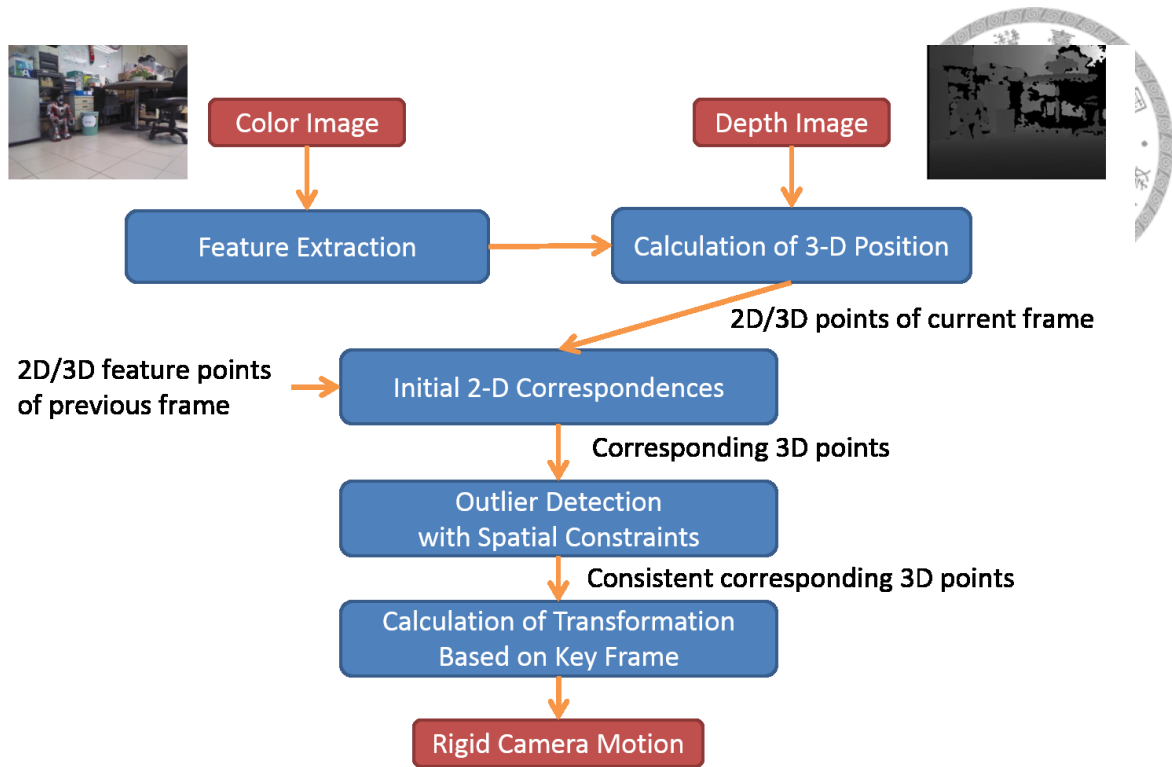 Color Image
Depth Image
Feature Extraction
Calculation of 3-D Position
2D/3D points of current frame
2D/3D feature points
of previous frame
Initial 2-D Correspondences
Corresponding 3D points
Outlier Detection
with Spatial Constraints
Consistent corresponding 3D points
Calculation of Transformation
Based on Key Frame
Rigid Camera Motion